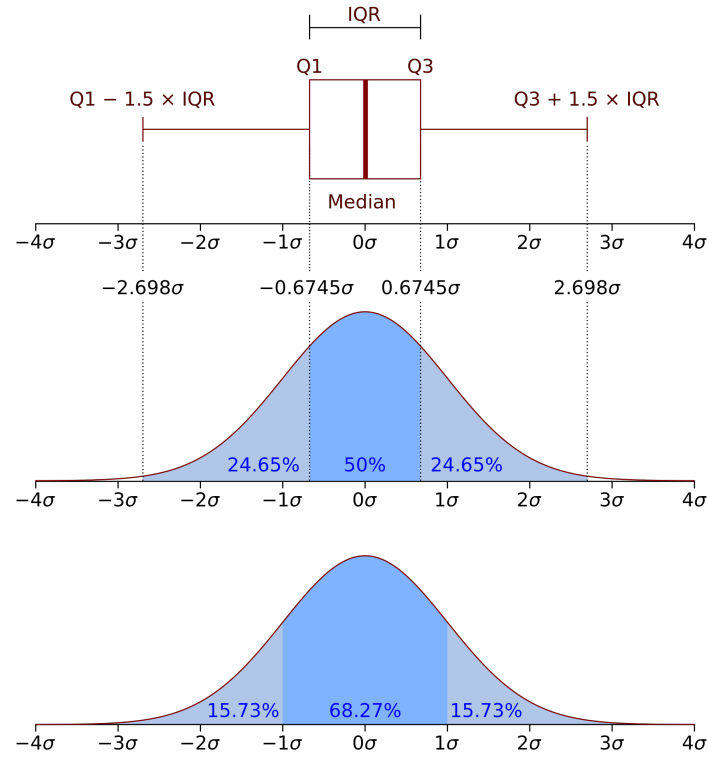 IQR
Q1 Q3
Q1 − 1.5 × IQR Q3 + 1.5 × IQR
Median
−4σ −3σ −2σ −1σ 0σ 1σ 2σ 3σ 4σ
−2.698σ −0.6745σ 0.6745σ 2.698σ
24.65% 50% 24.65%
−4σ −3σ −2σ −1σ 0σ 1σ 2σ 3σ 4σ
15.73% 68.27% 15.73%
−4σ −3σ −2σ −1σ 0σ 1σ 2σ 3σ 4σ